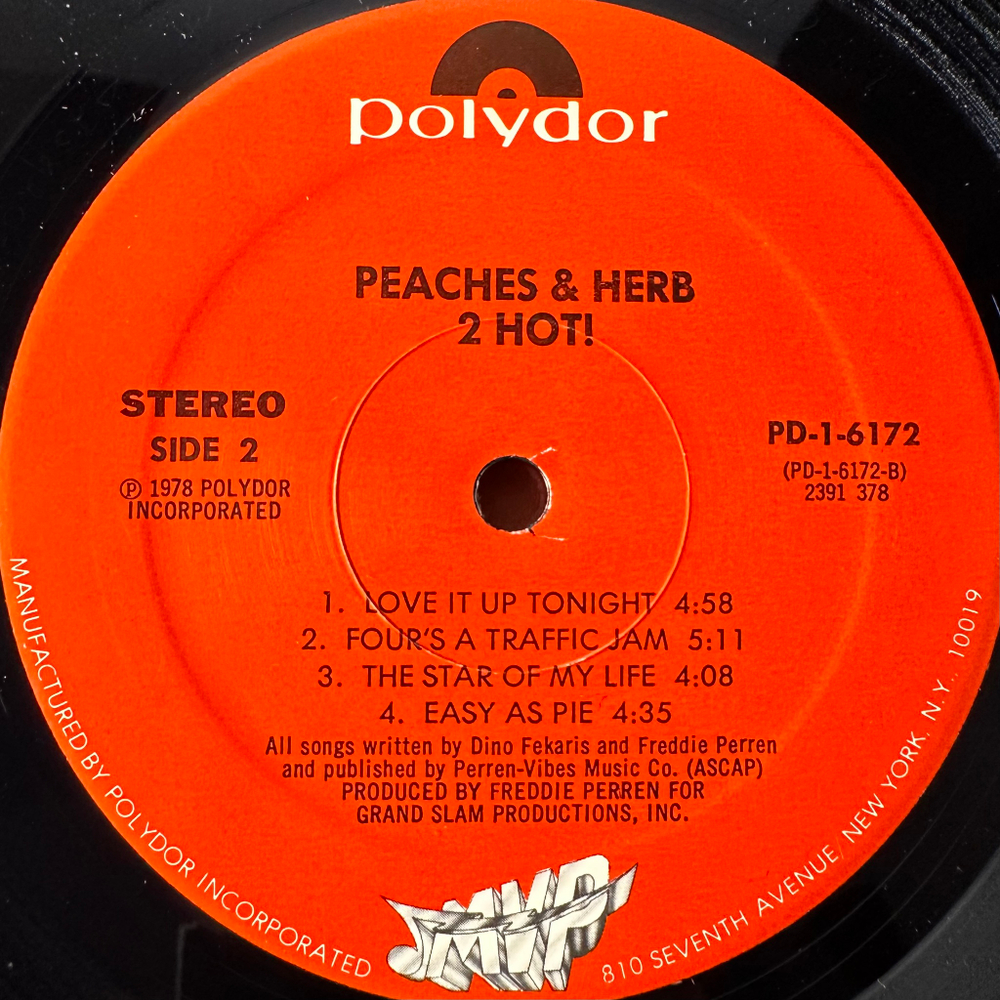 polydor
PEACHES & HERB
2 HOT!
STEREO
SIDE 2
℗ 1978 POLYDOR
INCORPORATED
PD-1-6172
(PD-1-6172-B)
2391 378
1. LOVE IT UP TONIGHT 4:58
2. FOUR'S A TRAFFIC JAM 5:11
3. THE STAR OF MY LIFE 4:08
4. EASY AS PIE 4:35
All songs written by Dino Fekaris and Freddie Perren
and published by Perren-Vibes Music Co. (ASCAP)
PRODUCED BY FREDDIE PERREN FOR
GRAND SLAM PRODUCTIONS, INC.
MVP
MANUFACTURED BY POLYDOR INCORPORATED
810 SEVENTH AVENUE, NEW YORK, N.Y., 10019